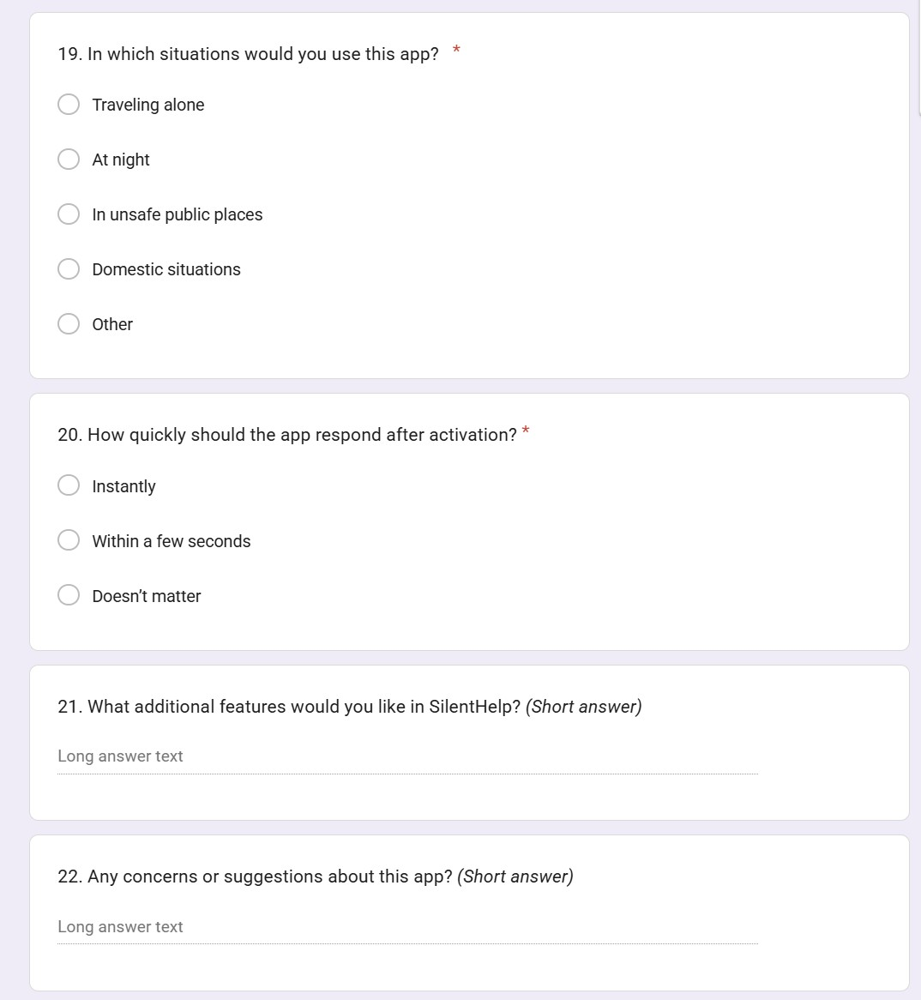 19. In which situations would you use this app? *
Traveling alone
At night
In unsafe public places
Domestic situations
Other
20. How quickly should the app respond after activation? *
Instantly
Within a few seconds
Doesn’t matter
21. What additional features would you like in SilentHelp? (Short answer)
Long answer text
22. Any concerns or suggestions about this app? (Short answer)
Long answer text